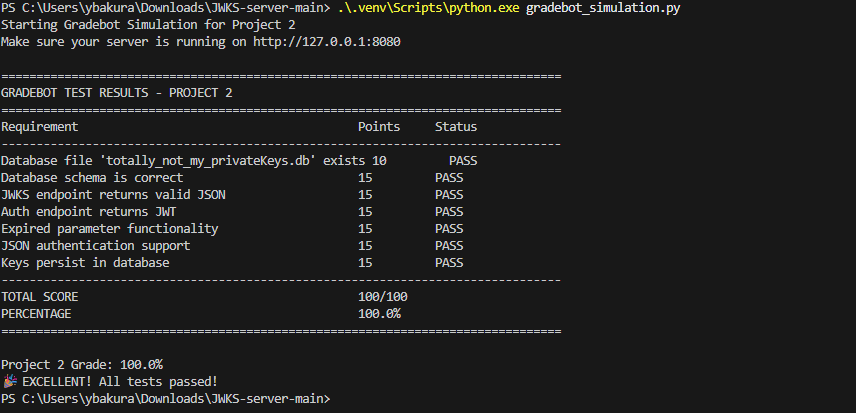 PS C:\Users\ybakura\Downloads\JWKS-server-main> .\.venv\Scripts\python.exe gradebot_simulation.py
Starting Gradebot Simulation for Project 2
Make sure your server is running on http://127.0.0.1:8080

======================================================================
GRADEBOT TEST RESULTS - PROJECT 2
======================================================================
Requirement                                        Points     Status
----------------------------------------------------------------------
Database file 'totally_not_my_privateKeys.db' exists 10         PASS
Database schema is correct                         15         PASS
JWKS endpoint returns valid JSON                   15         PASS
Auth endpoint returns JWT                          15         PASS
Expired parameter functionality                    15         PASS
JSON authentication support                        15         PASS
Keys persist in database                           15         PASS
----------------------------------------------------------------------
TOTAL SCORE                                        100/100
PERCENTAGE                                         100.0%
======================================================================

Project 2 Grade: 100.0%
🎉 EXCELLENT! All tests passed!
PS C:\Users\ybakura\Downloads\JWKS-server-main>